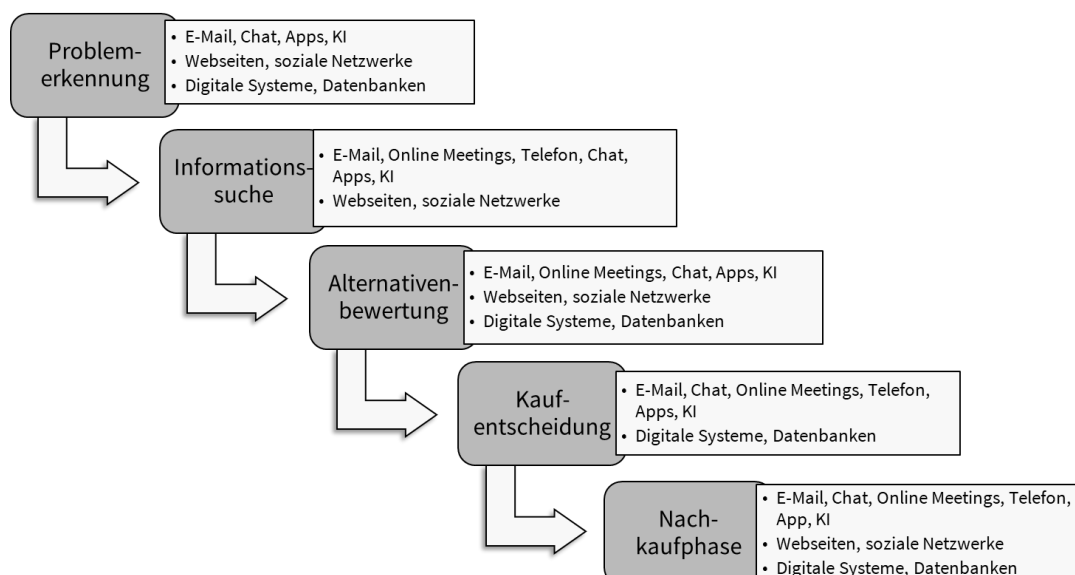 Problem-
erkennung
• E-Mail, Chat, Apps, KI
• Webseiten, soziale Netzwerke
• Digitale Systeme, Datenbanken
Informations-
suche
• E-Mail, Online Meetings, Telefon, Chat,
Apps, KI
• Webseiten, soziale Netzwerke
Alternativen-
bewertung
• E-Mail, Online Meetings, Chat, Apps, KI
• Webseiten, soziale Netzwerke
• Digitale Systeme, Datenbanken
Kauf-
entscheidung
• E-Mail, Chat, Online Meetings, Telefon,
Apps, KI
• Digitale Systeme, Datenbanken
Nach-
kaufphase
• E-Mail, Chat, Online Meetings, Telefon,
App, KI
• Webseiten, soziale Netzwerke
• Digitale Systeme, Datenbanken